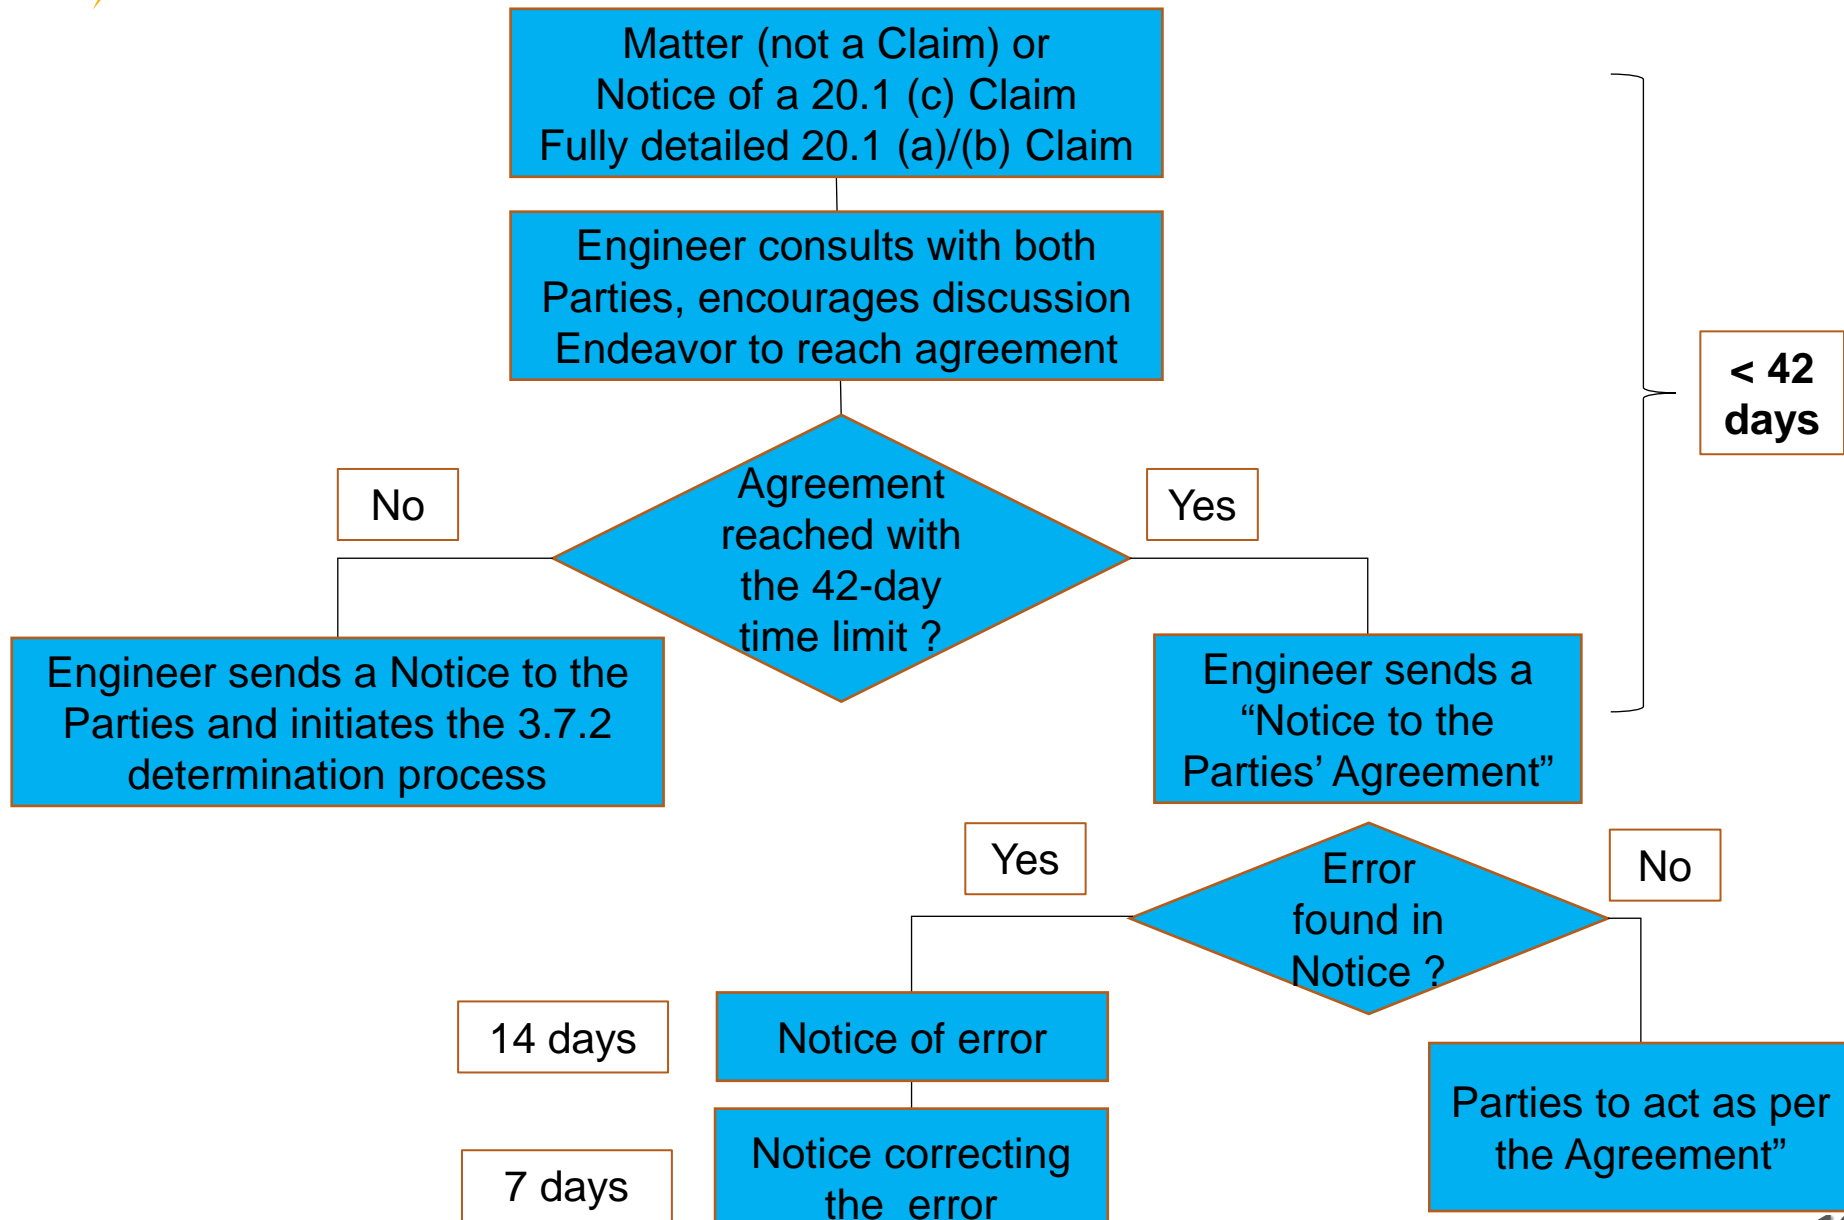 Matter (not a Claim) or
Notice of a 20.1 (c) Claim
Fully detailed 20.1 (a)/(b) Claim
Engineer consults with both
Parties, encourages discussion
Endeavor to reach agreement
< 42
days
No
Agreement
reached with
the 42-day
time limit ?
Yes
Engineer sends a Notice to the
Parties and initiates the 3.7.2
determination process
Engineer sends a
“Notice to the
Parties’ Agreement”
Yes
Error
found in
Notice ?
No
14 days
Notice of error
Parties to act as per
the Agreement”
7 days
Notice correcting
the error